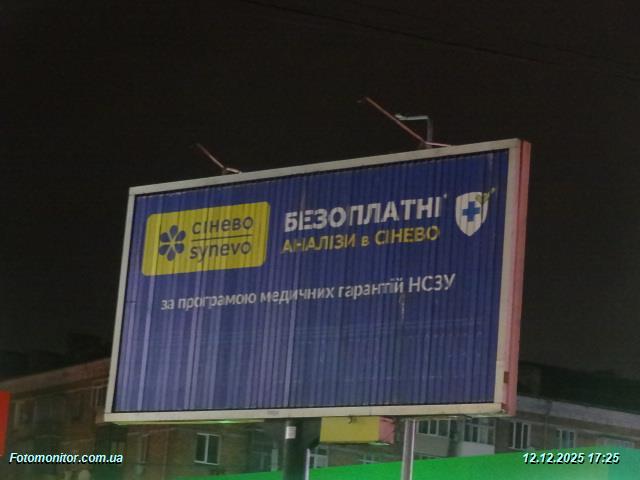 сінево
synevo
БЕЗОПЛАТНІ*
АНАЛІЗИ в СІНЕВО
за програмою медичних гарантій НСЗУ
Fotomonitor.com.ua
12.12.2025 17:25